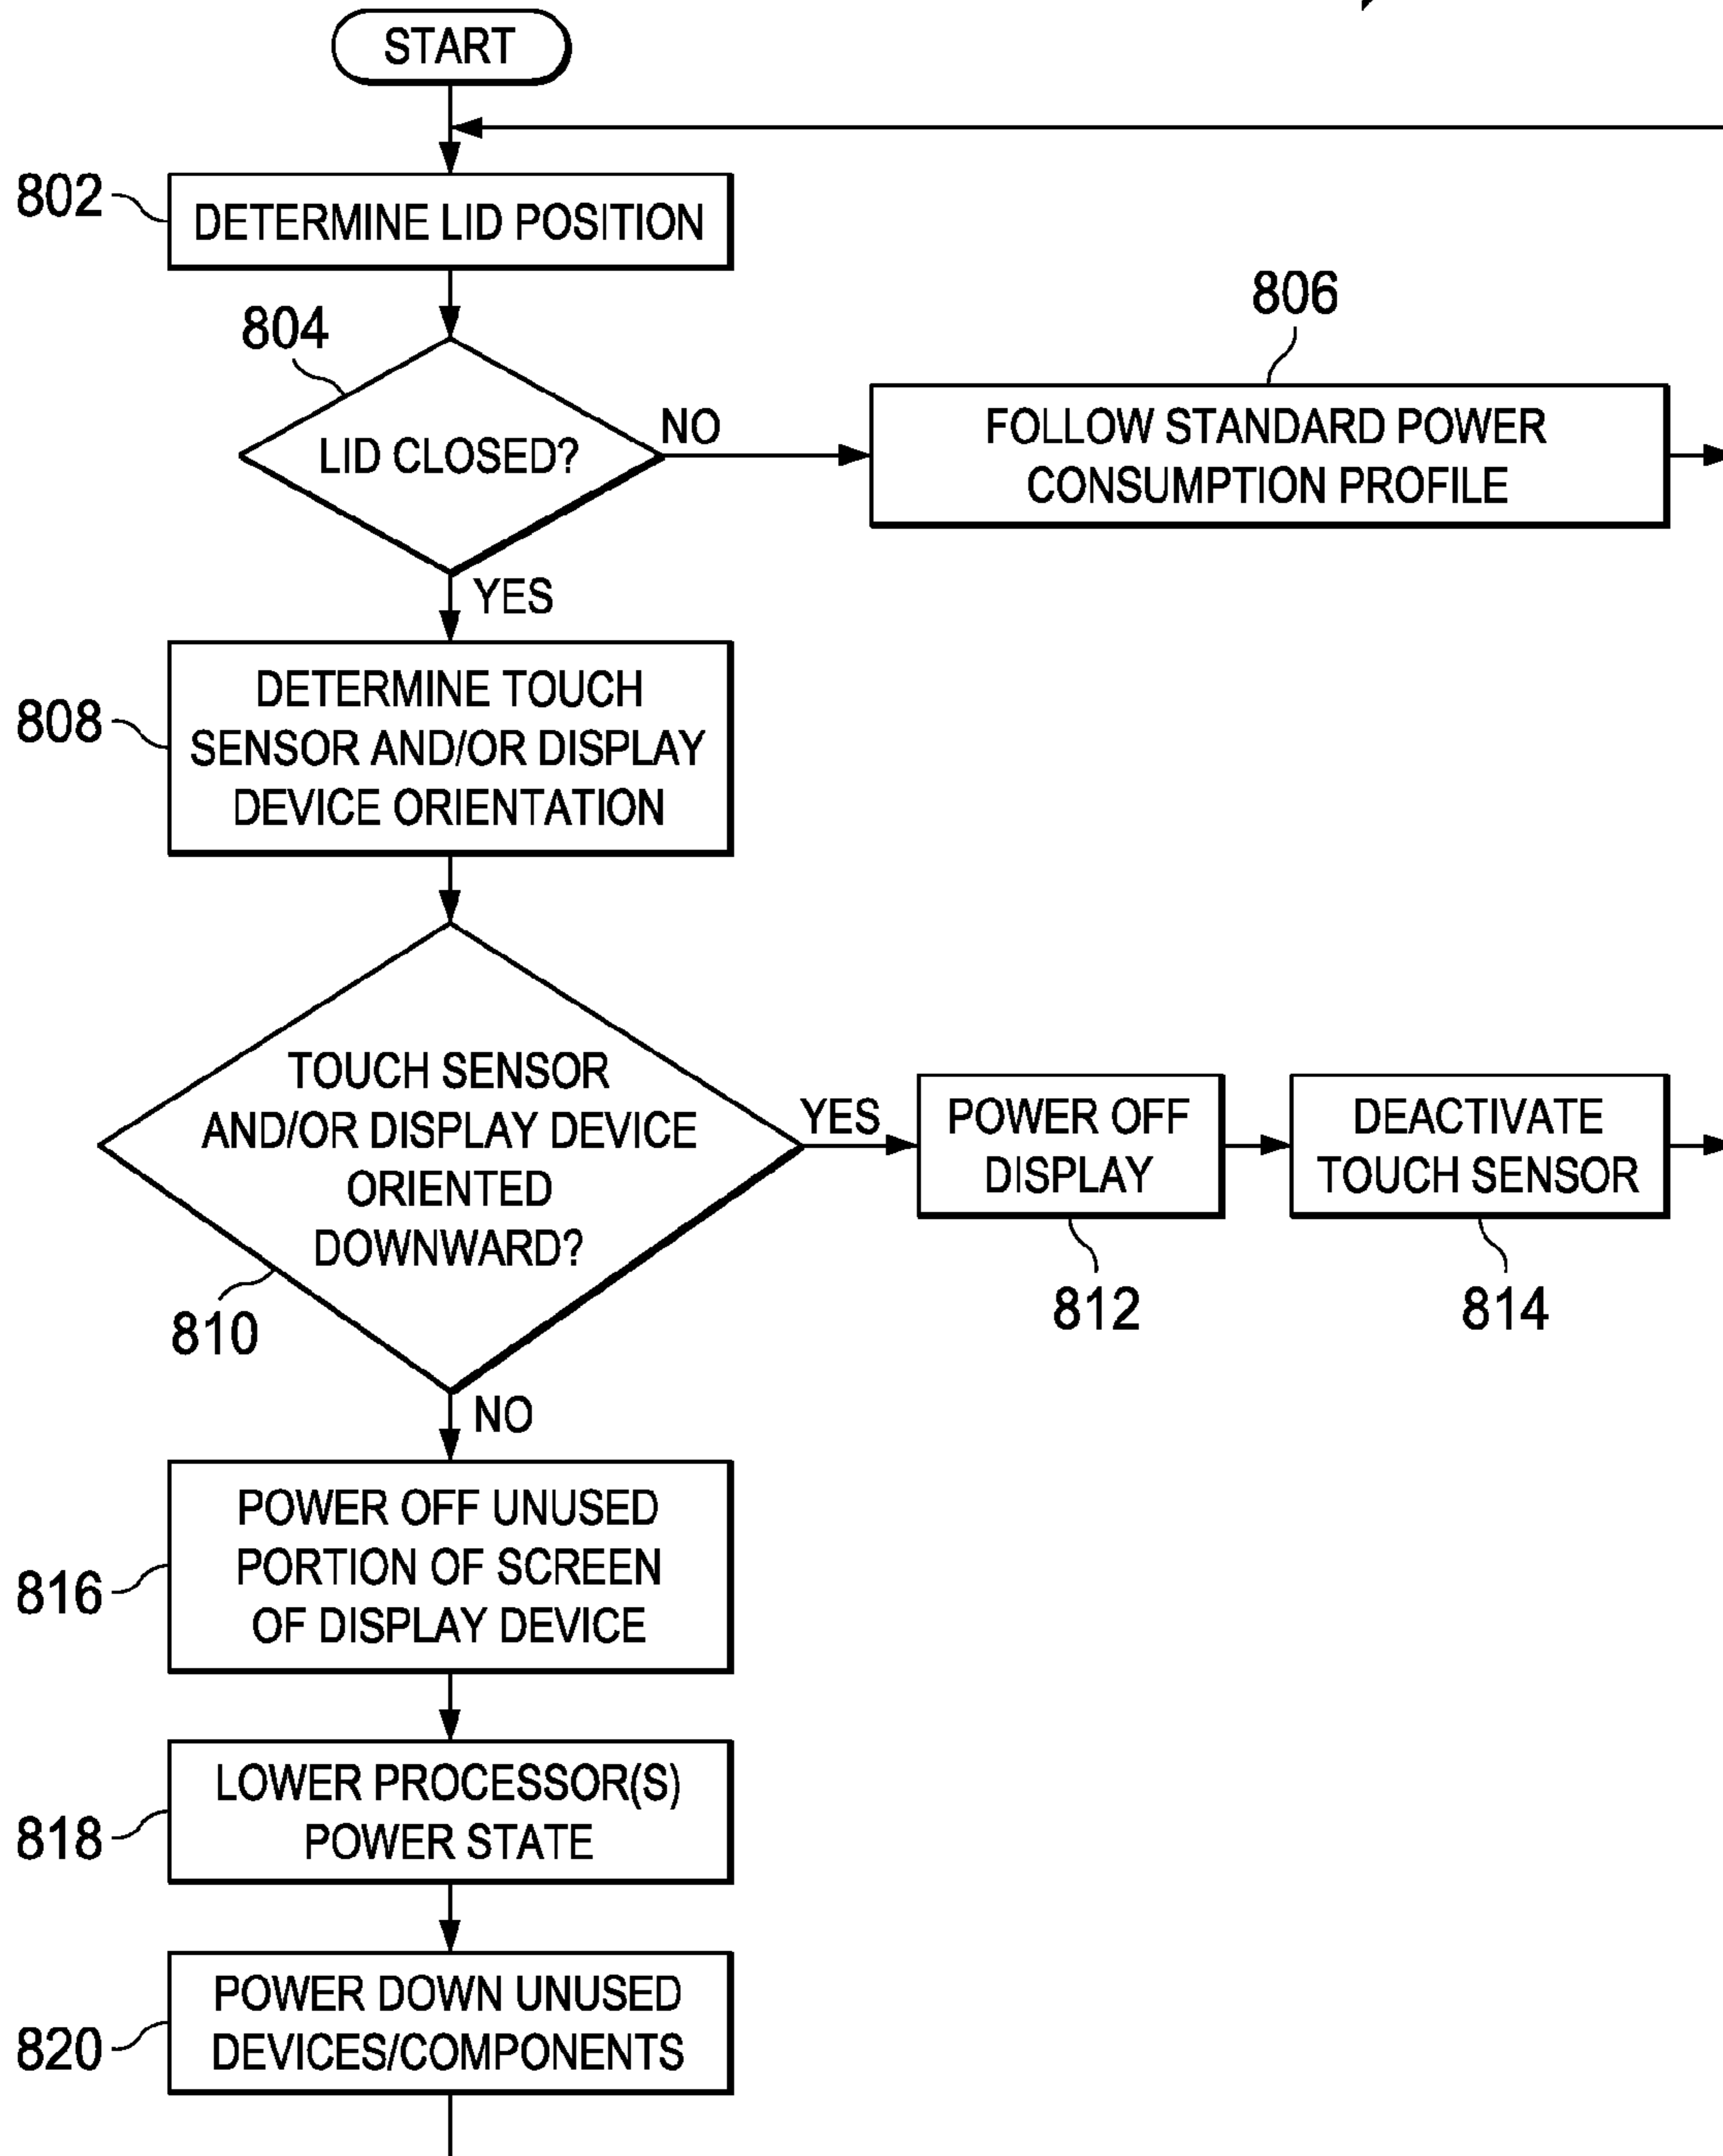 START
802
DETERMINE LID POSITION
804
LID CLOSED?
NO
806
FOLLOW STANDARD POWER
CONSUMPTION PROFILE
YES
808
DETERMINE TOUCH
SENSOR AND/OR DISPLAY
DEVICE ORIENTATION
TOUCH SENSOR
AND/OR DISPLAY DEVICE
ORIENTED
DOWNWARD?
810
YES
POWER OFF
DISPLAY
812
DEACTIVATE
TOUCH SENSOR
814
NO
816
POWER OFF UNUSED
PORTION OF SCREEN
OF DISPLAY DEVICE
818
LOWER PROCESSOR(S)
POWER STATE
820
POWER DOWN UNUSED
DEVICES/COMPONENTS